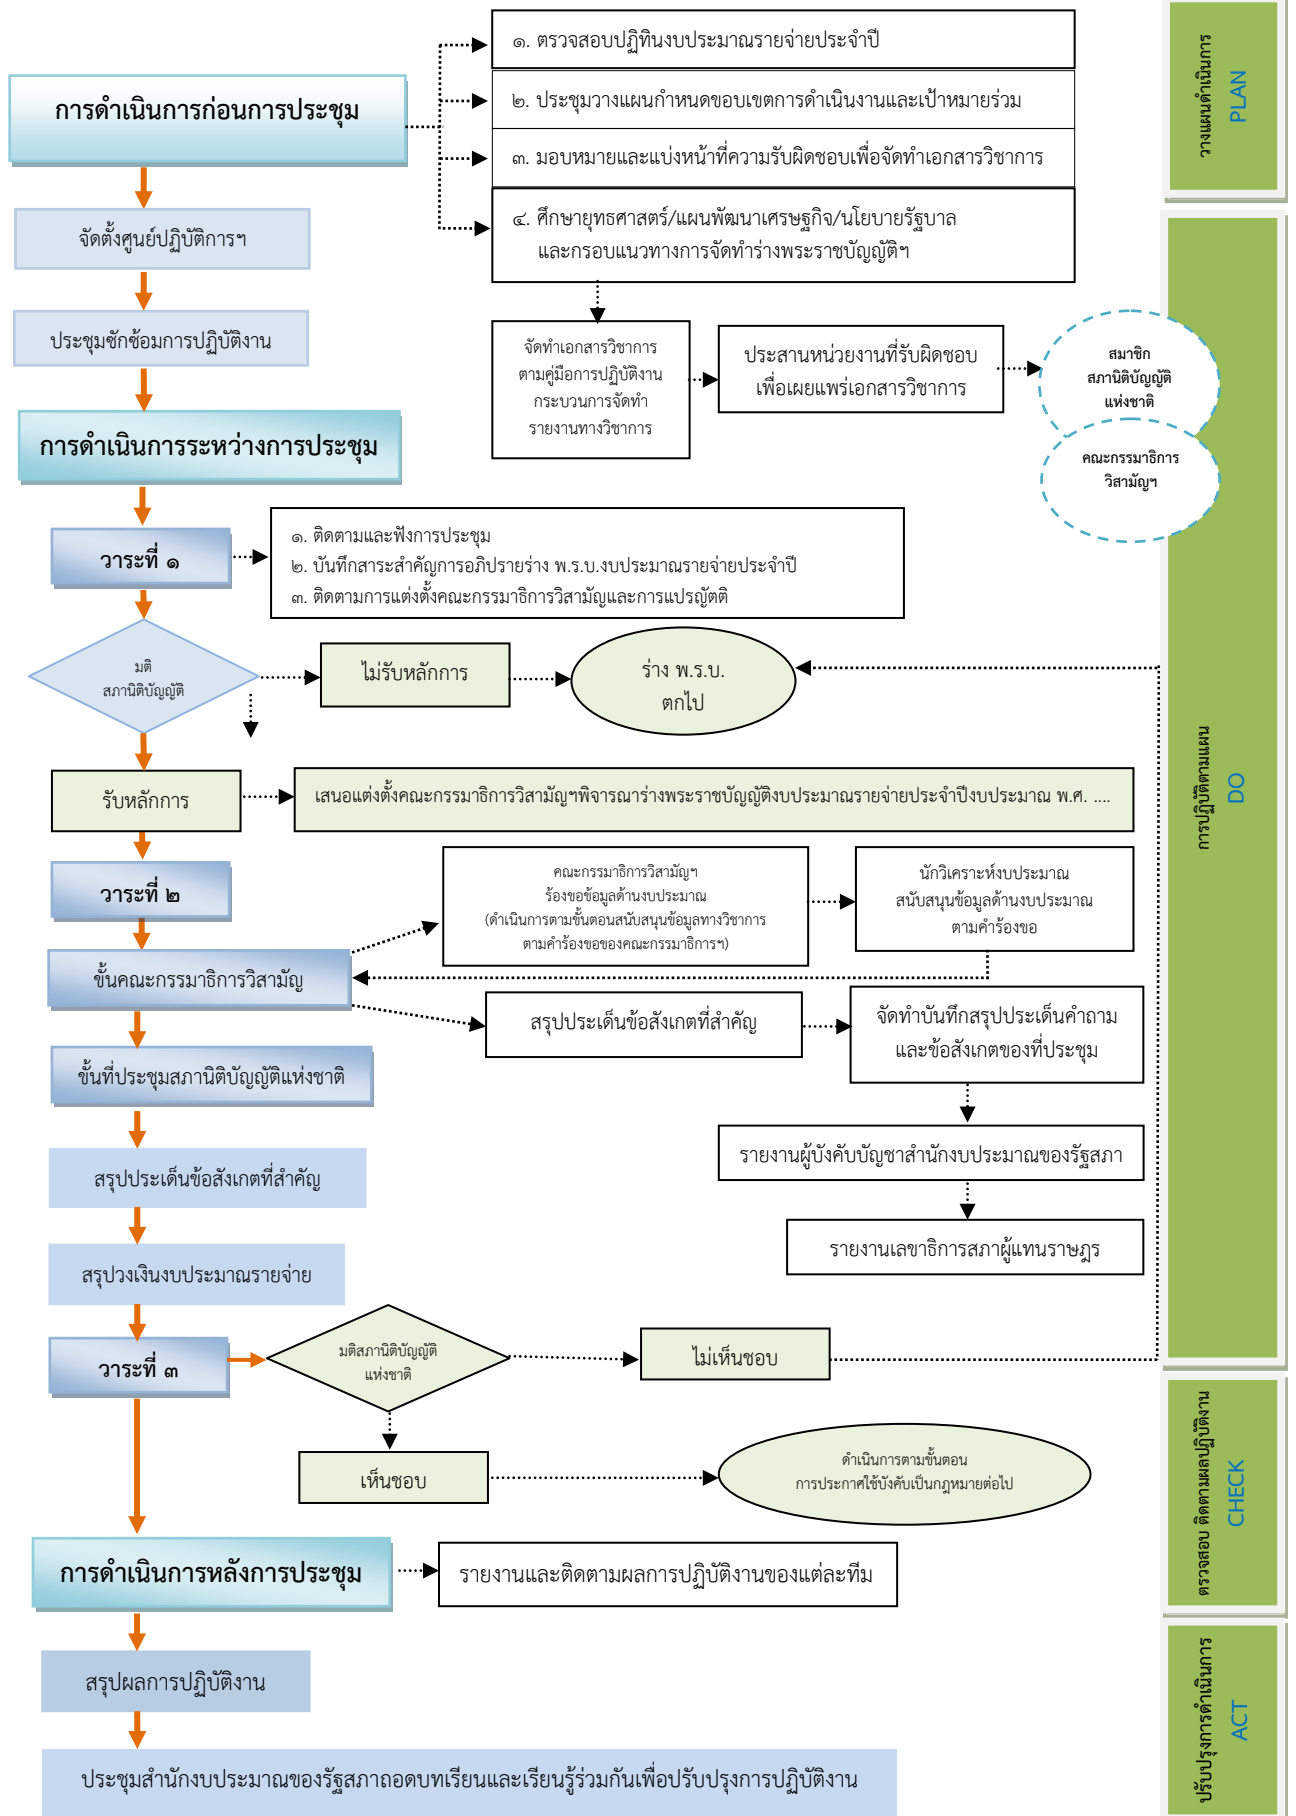 ๑. ตรวจสอบปฏิทินงบประมาณรายจ่ายประจำปี
การดำเนินการก่อนการประชุม
๒. ประชุมวางแผนกำหนดขอบเขตการดำเนินงานและเป้าหมายร่วม
๓. มอบหมายและแบ่งหน้าที่ความรับผิดชอบเพื่อจัดทำเอกสารวิชาการ
๔. ศึกษายุทธศาสตร์/แผนพัฒนาเศรษฐกิจ/นโยบายรัฐบาล
และกรอบแนวทางการจัดทำร่างพระราชบัญญัติฯ
วางแผนดำเนินการ
PLAN
จัดตั้งศูนย์ปฏิบัติการฯ
ประชุมซักซ้อมการปฏิบัติงาน
จัดทำเอกสารวิชาการ
ตามคู่มือการปฏิบัติงาน
กระบวนการจัดทำ
รายงานทางวิชาการ
ประสานหน่วยงานที่รับผิดชอบ
เพื่อเผยแพร่เอกสารวิชาการ
สมาชิก
สภานิติบัญญัติ
แห่งชาติ
คณะกรรมาธิการ
วิสามัญฯ
การดำเนินการระหว่างการประชุม
วาระที่ ๑
๑. ติดตามและฟังการประชุม
๒. บันทึกสาระสำคัญการอภิปรายร่าง พ.ร.บ.งบประมาณรายจ่ายประจำปี
๓. ติดตามการแต่งตั้งคณะกรรมาธิการวิสามัญและการแปรญัตติ
มติ
สภานิติบัญญัติ
ไม่รับหลักการ
ร่าง พ.ร.บ.
ตกไป
การปฏิบัติตามแผน
DO
รับหลักการ
เสนอแต่งตั้งคณะกรรมาธิการวิสามัญฯพิจารณาร่างพระราชบัญญัติงบประมาณรายจ่ายประจำปีงบประมาณ พ.ศ. ....
วาระที่ ๒
คณะกรรมาธิการวิสามัญฯ
ร้องขอข้อมูลด้านงบประมาณ
(ดำเนินการตามขั้นตอนสนับสนุนข้อมูลทางวิชาการ
ตามคำร้องขอของคณะกรรมาธิการฯ)
นักวิเคราะห์งบประมาณ
สนับสนุนข้อมูลด้านงบประมาณ
ตามคำร้องขอ
ขั้นคณะกรรมาธิการวิสามัญ
สรุปประเด็นข้อสังเกตที่สำคัญ
จัดทำบันทึกสรุปประเด็นคำถาม
และข้อสังเกตของที่ประชุม
ขั้นที่ประชุมสภานิติบัญญัติแห่งชาติ
รายงานผู้บังคับบัญชาสำนักงบประมาณของรัฐสภา
สรุปประเด็นข้อสังเกตที่สำคัญ
รายงานเลขาธิการสภาผู้แทนราษฎร
สรุปวงเงินงบประมาณรายจ่าย
วาระที่ ๓
มติสภานิติบัญญัติ
แห่งชาติ
ไม่เห็นชอบ
เห็นชอบ
ดำเนินการตามขั้นตอน
การประกาศใช้บังคับเป็นกฎหมายต่อไป
ตรวจสอบ ติดตามผลปฏิบัติงาน
CHECK
การดำเนินการหลังการประชุม
รายงานและติดตามผลการปฏิบัติงานของแต่ละทีม
สรุปผลการปฏิบัติงาน
ประชุมสำนักงบประมาณของรัฐสภาถอดบทเรียนและเรียนรู้ร่วมกันเพื่อปรับปรุงการปฏิบัติงาน
ปรับปรุงการดำเนินการ
ACT